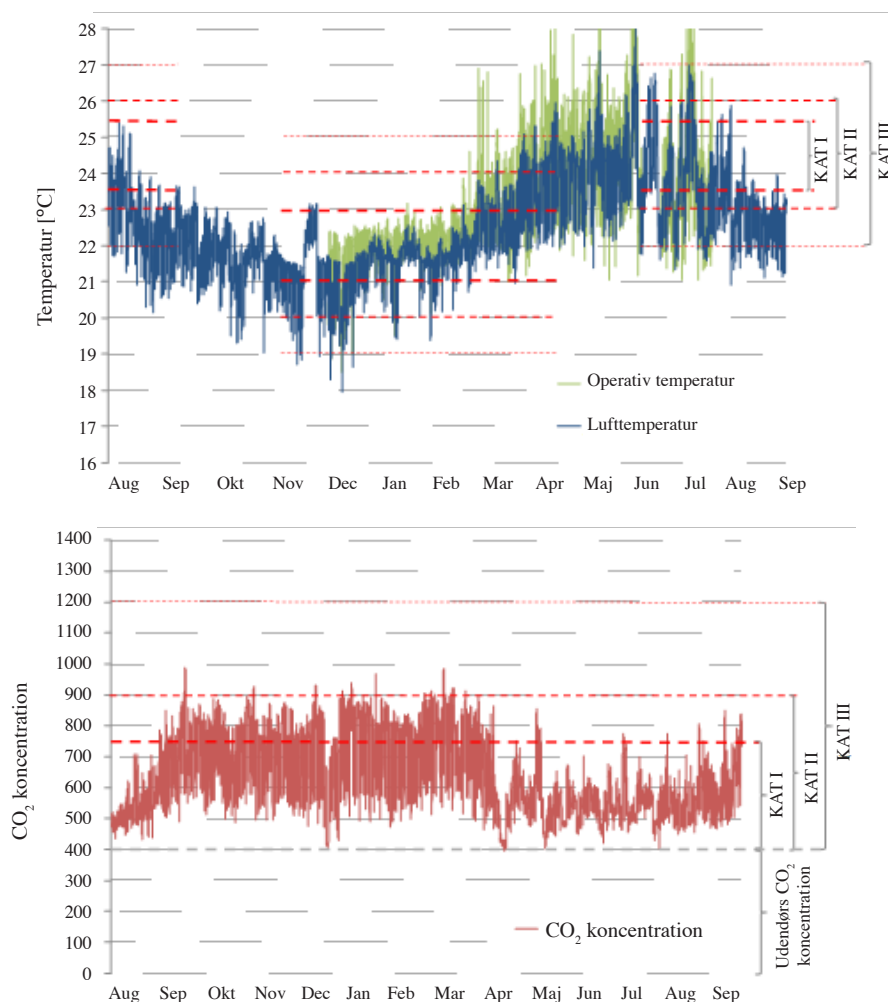 Temperatur [°C]
28
27
26
25
24
23
22
21
20
19
18
17
16
KAT I
KAT II
KAT III
Operativ temperatur
Lufttemperatur
Aug Sep Okt Nov Dec Jan Feb Mar Apr Maj Jun Jul Aug Sep
CO₂ koncentration
1400
1300
1200
1100
1000
900
800
700
600
500
400
300
200
100
0
KAT I
KAT II
KAT III
Udendørs CO₂
koncentration
CO₂ koncentration
Aug Sep Okt Nov Dec Jan Feb Mar Apr Maj Jun Jul Aug Sep